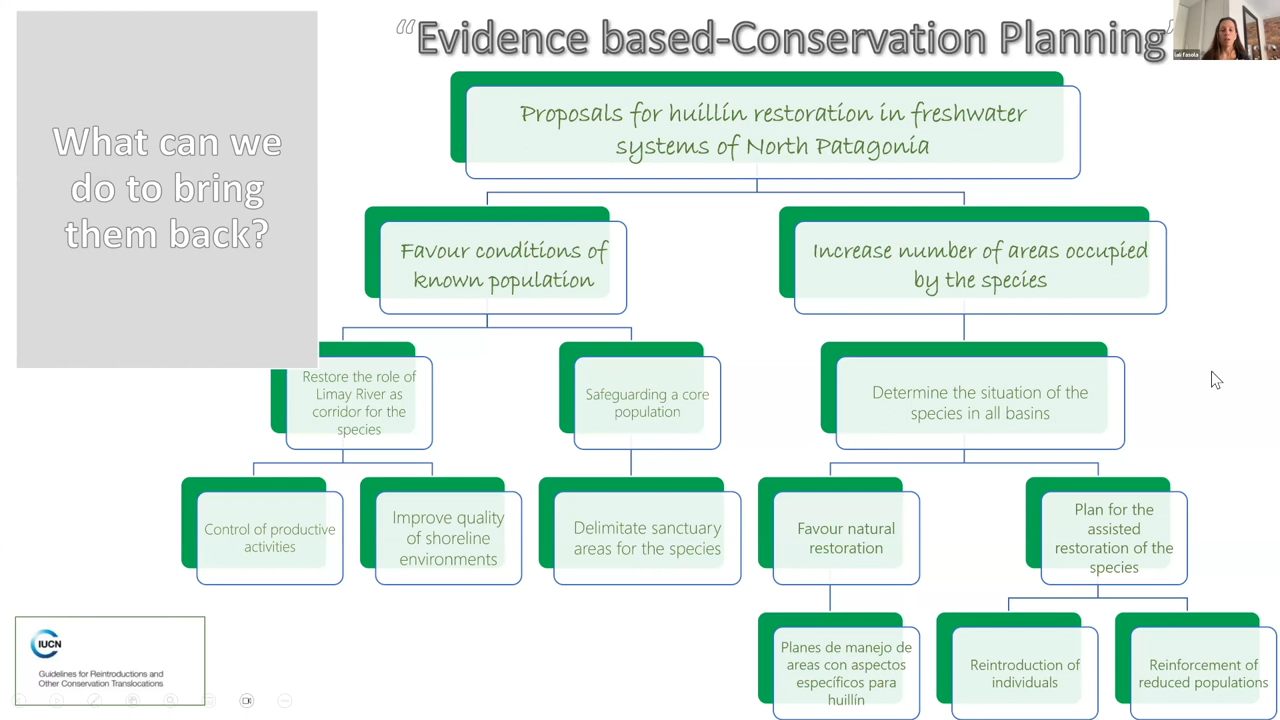 “Evidence based-Conservation Planning”
lali fasola
What can we
do to bring
them back?
Proposals for huillín restoration in freshwater
systems of North Patagonia
Favour conditions of
known population
Increase number of areas occupied
by the species
Restore the role of
Limay River as
corridor for the
species
Safeguarding a core
population
Determine the situation of the
species in all basins
Control of productive
activities
Improve quality
of shoreline
environments
Delimitate sanctuary
areas for the species
Favour natural
restoration
Plan for the
assisted
restoration of the
species
Planes de manejo de
areas con aspectos
específicos para
huillín
Reintroduction of
individuals
Reinforcement of
reduced populations
IUCN
Guidelines for Reintroductions and
Other Conservation Translocations